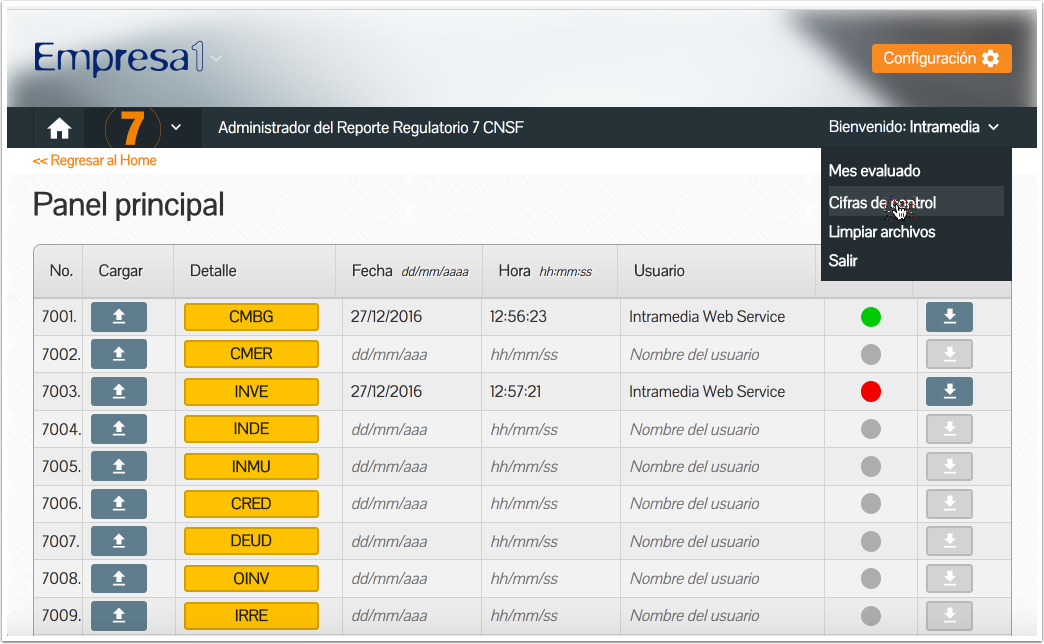 Empresa1
Configuración
7
Administrador del Reporte Regulatorio 7 CNSF
Bienvenido: Intramedia
<< Regresar al Home
Mes evaluado
Cifras de control
Limpiar archivos
Salir
Panel principal
No. Cargar Detalle Fecha dd/mm/aaaa Hora hh:mm:ss Usuario
7001. CMBG 27/12/2016 12:56:23 Intramedia Web Service
7002. CMER dd/mm/aaa hh/mm/ss Nombre del usuario
7003. INVE 27/12/2016 12:57:21 Intramedia Web Service
7004. INDE dd/mm/aaa hh/mm/ss Nombre del usuario
7005. INMU dd/mm/aaa hh/mm/ss Nombre del usuario
7006. CRED dd/mm/aaa hh/mm/ss Nombre del usuario
7007. DEUD dd/mm/aaa hh/mm/ss Nombre del usuario
7008. OINV dd/mm/aaa hh/mm/ss Nombre del usuario
7009. IRRE dd/mm/aaa hh/mm/ss Nombre del usuario